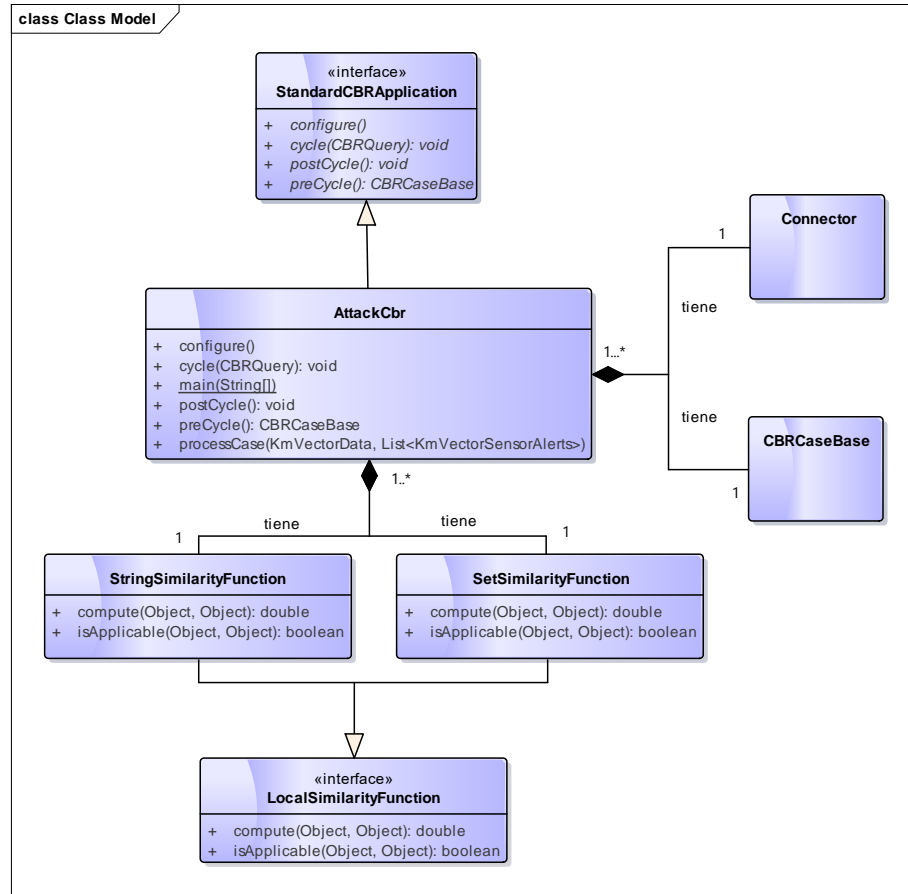 class Class Model
«interface»
StandardCBRApplication
+ configure()
+ cycle(CBRQuery): void
+ postCycle(): void
+ preCycle(): CBRCaseBase
Connector
1
tiene
AttackCbr
+ configure()
+ cycle(CBRQuery): void
+ main(String[])
+ postCycle(): void
+ preCycle(): CBRCaseBase
+ processCase(KmVectorData, List<KmVectorSensorAlerts>)
1...*
tiene
CBRCaseBase
1
1..*
tiene
tiene
1
1
StringSimilarityFunction
+ compute(Object, Object): double
+ isApplicable(Object, Object): boolean
SetSimilarityFunction
+ compute(Object, Object): double
+ isApplicable(Object, Object): boolean
«interface»
LocalSimilarityFunction
+ compute(Object, Object): double
+ isApplicable(Object, Object): boolean